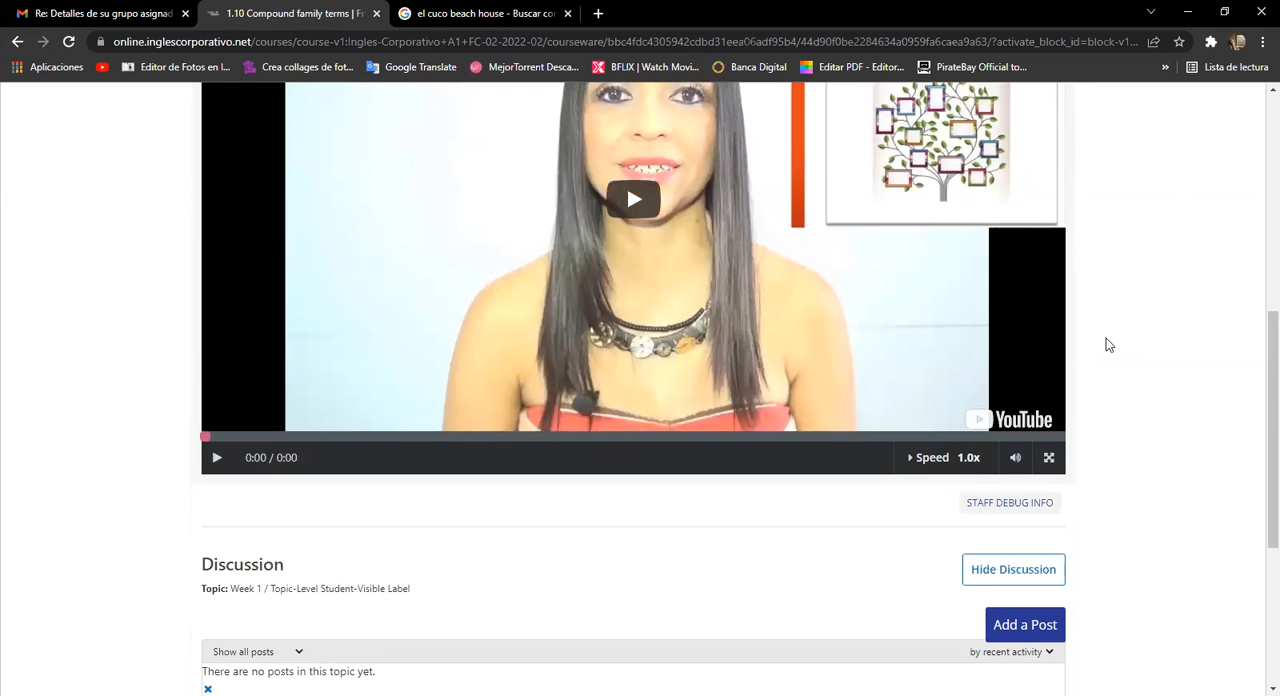 Re: Detalles de su grupo asignad
1.10 Compound family terms | Fr
el cuco beach house - Buscar con
online.inglescorporativo.net/courses/course-v1:Ingles-Corporativo+A1+FC-02-2022-02/courseware/bbc4fdc4305942cdbd31eea06adf95b4/44d90f0be2284634a0959fa6caea9a63/?activate_block_id=block-v1...
Aplicaciones
Editor de Fotos en l...
Crea collages de fot...
Google Translate
MejorTorrent Desca...
BFLIX | Watch Movi...
Banca Digital
Editar PDF - Editor...
PirateBay Official to...
»
Lista de lectura
YouTube
0:00 / 0:00
Speed 1.0x
STAFF DEBUG INFO
Discussion
Hide Discussion
Topic: Week 1 / Topic-Level Student-Visible Label
Add a Post
Show all posts
by recent activity
There are no posts in this topic yet.